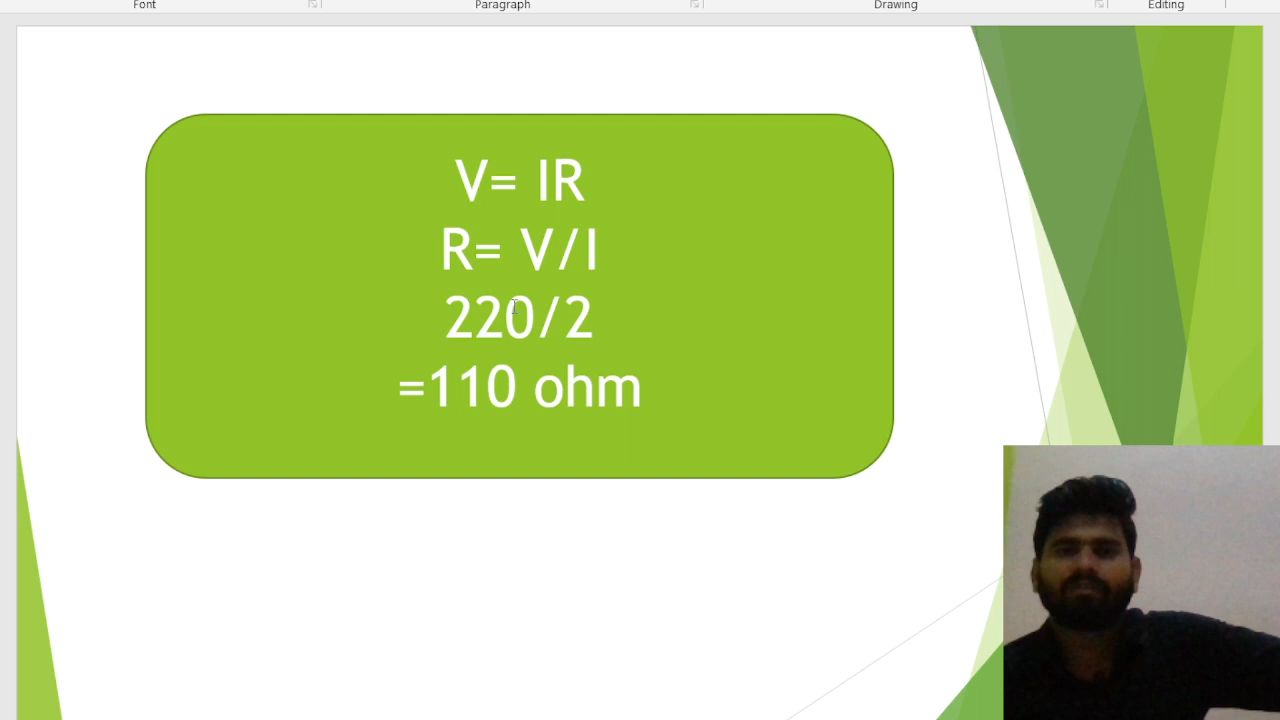 Font Paragraph Drawing Editing
V= IR
R= V/I
220/2
=110 ohm